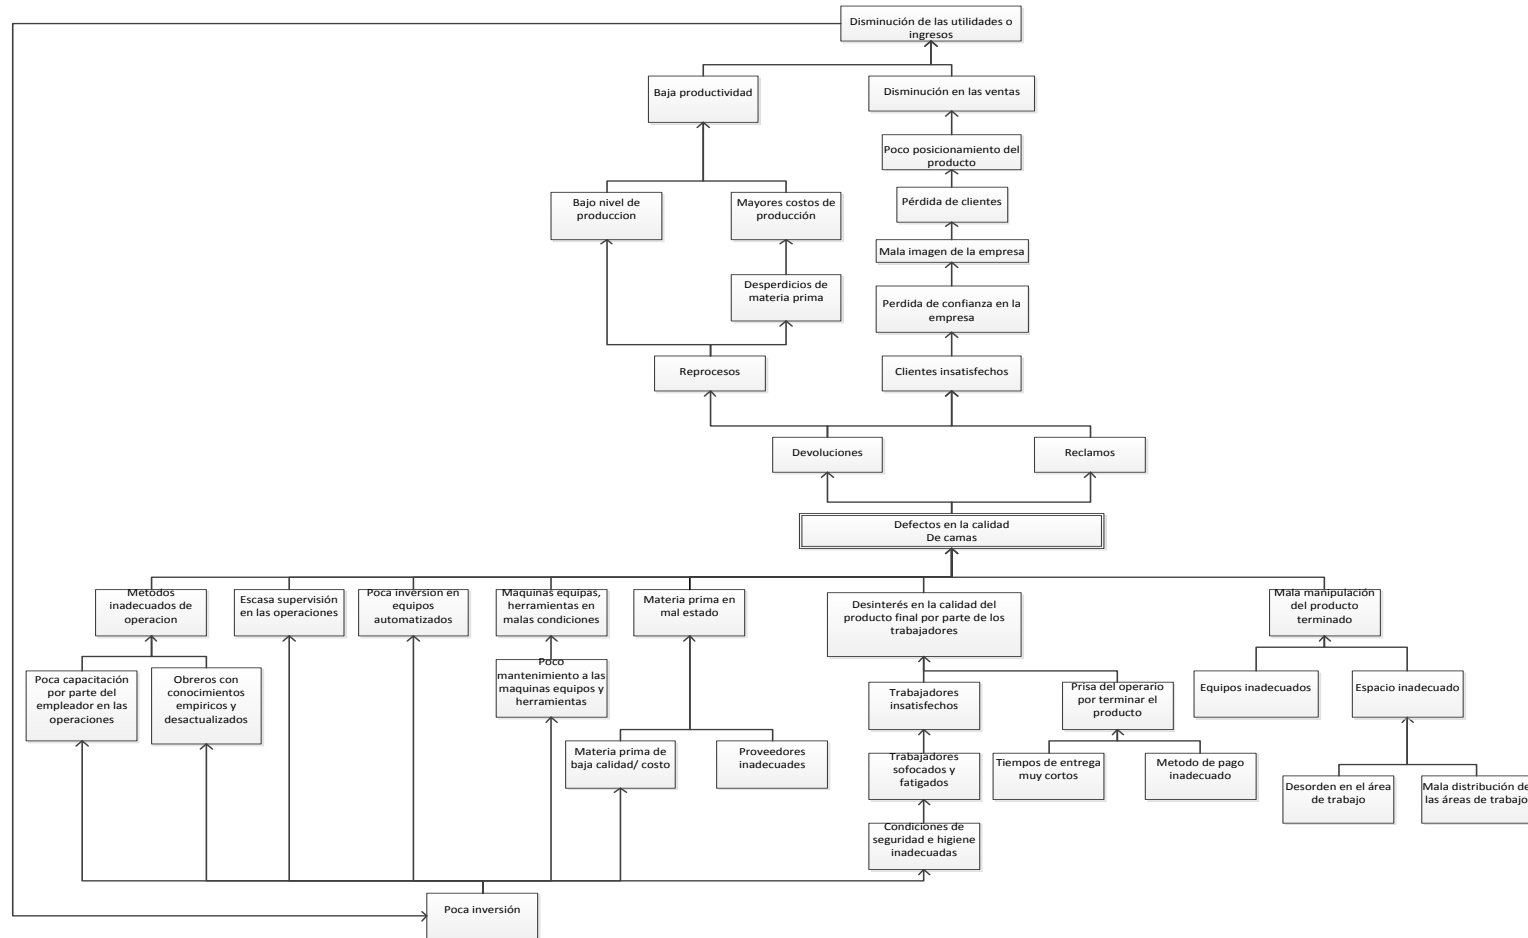 Disminución de las utilidades o
ingresos
Baja productividad
Disminución en las ventas
Poco posicionamiento del
producto
Pérdida de clientes
Bajo nivel de
produccion
Mayores costos de
producción
Mala imagen de la empresa
Desperdicios de
materia prima
Perdida de confianza en la
empresa
Reprocesos
Clientes insatisfechos
Devoluciones
Reclamos
Defectos en la calidad
De camas
Metodos
inadecuados de
operacion
Escasa supervisión
en las operaciones
Poca inversion en
equipos
automatizados
Maquinas equipas,
herramientas en
malas condiciones
Materia prima en
mal estado
Desinterés en la calidad del
producto final por parte de los
trabajadores
Mala manipulación
del producto
terminado
Poca capacitación
por parte del
empleador en las
operaciones
Obreros con
conocimientos
empiricos y
desactualizados
Poco
mantenimiento a las
maquinas equipos y
herramientas
Trabajadores
insatisfechos
Prisa del operario
por terminar el
producto
Equipos inadecuados
Espacio inadecuado
Materia prima de
baja calidad/ costo
Proveedores
inadecuades
Trabajadores
sofocados y
fatigados
Tiempos de entrega
muy cortos
Metodo de pago
inadecuado
Desorden en el área
de trabajo
Mala distribución de
las áreas de trabajo
Condiciones de
seguridad e higiene
inadecuadas
Poca inversión